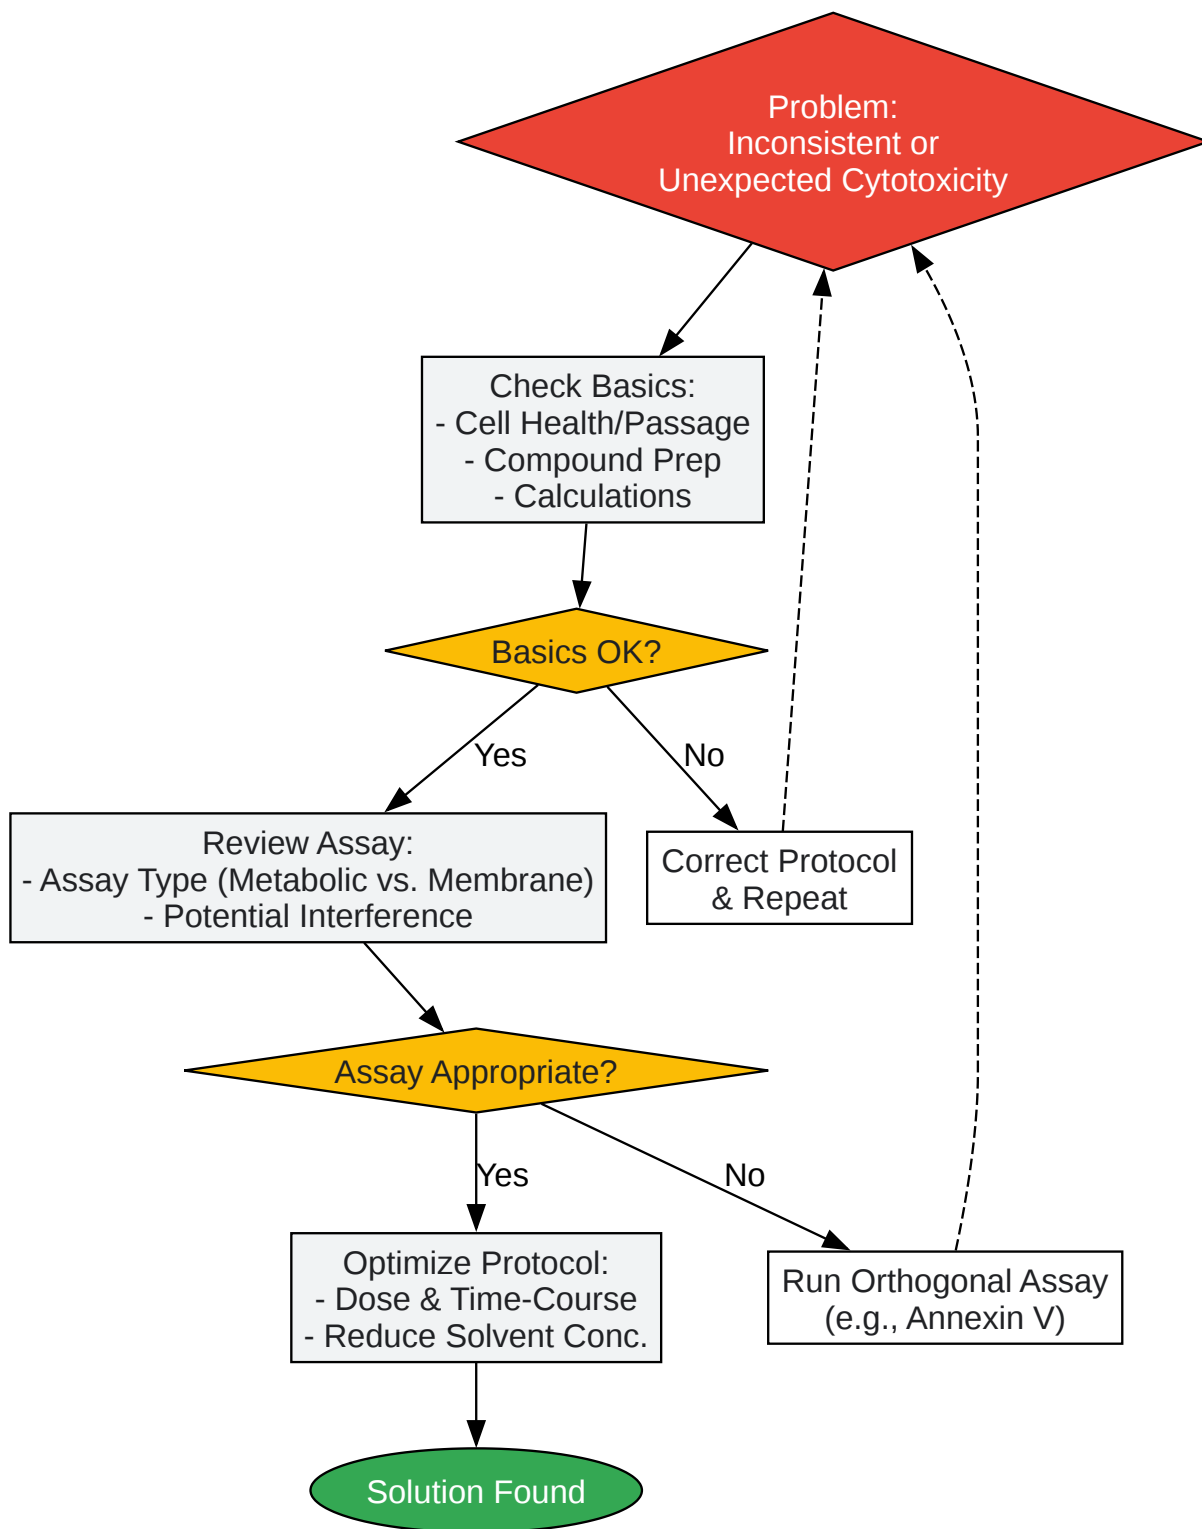 Problem:
Inconsistent or
Unexpected Cytotoxicity
Check Basics:
- Cell Health/Passage
- Compound Prep
- Calculations
Basics OK?
Yes
No
Review Assay:
- Assay Type (Metabolic vs. Membrane)
- Potential Interference
Correct Protocol
& Repeat
Assay Appropriate?
Yes
No
Optimize Protocol:
- Dose & Time-Course
- Reduce Solvent Conc.
Run Orthogonal Assay
(e.g., Annexin V)
Solution Found